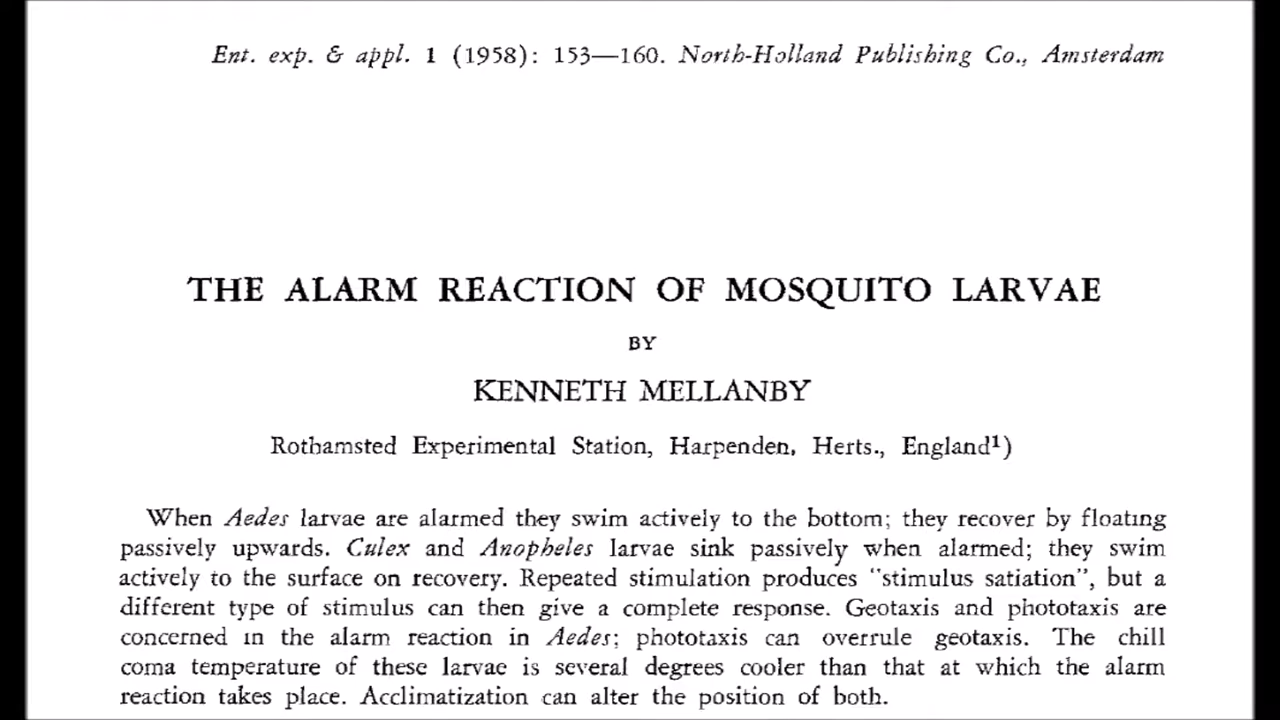 Ent. exp. & appl. 1 (1958): 153—160. North-Holland Publishing Co., Amsterdam
THE ALARM REACTION OF MOSQUITO LARVAE
BY
KENNETH MELLANBY
Rothamsted Experimental Station, Harpenden, Herts., England¹)
When Aedes larvae are alarmed they swim actively to the bottom; they recover by floating
passively upwards. Culex and Anopheles larvae sink passively when alarmed; they swim
actively to the surface on recovery. Repeated stimulation produces "stimulus satiation", but a
different type of stimulus can then give a complete response. Geotaxis and phototaxis are
concerned in the alarm reaction in Aedes; phototaxis can overrule geotaxis. The chill
coma temperature of these larvae is several degrees cooler than that at which the alarm
reaction takes place. Acclimatization can alter the position of both.